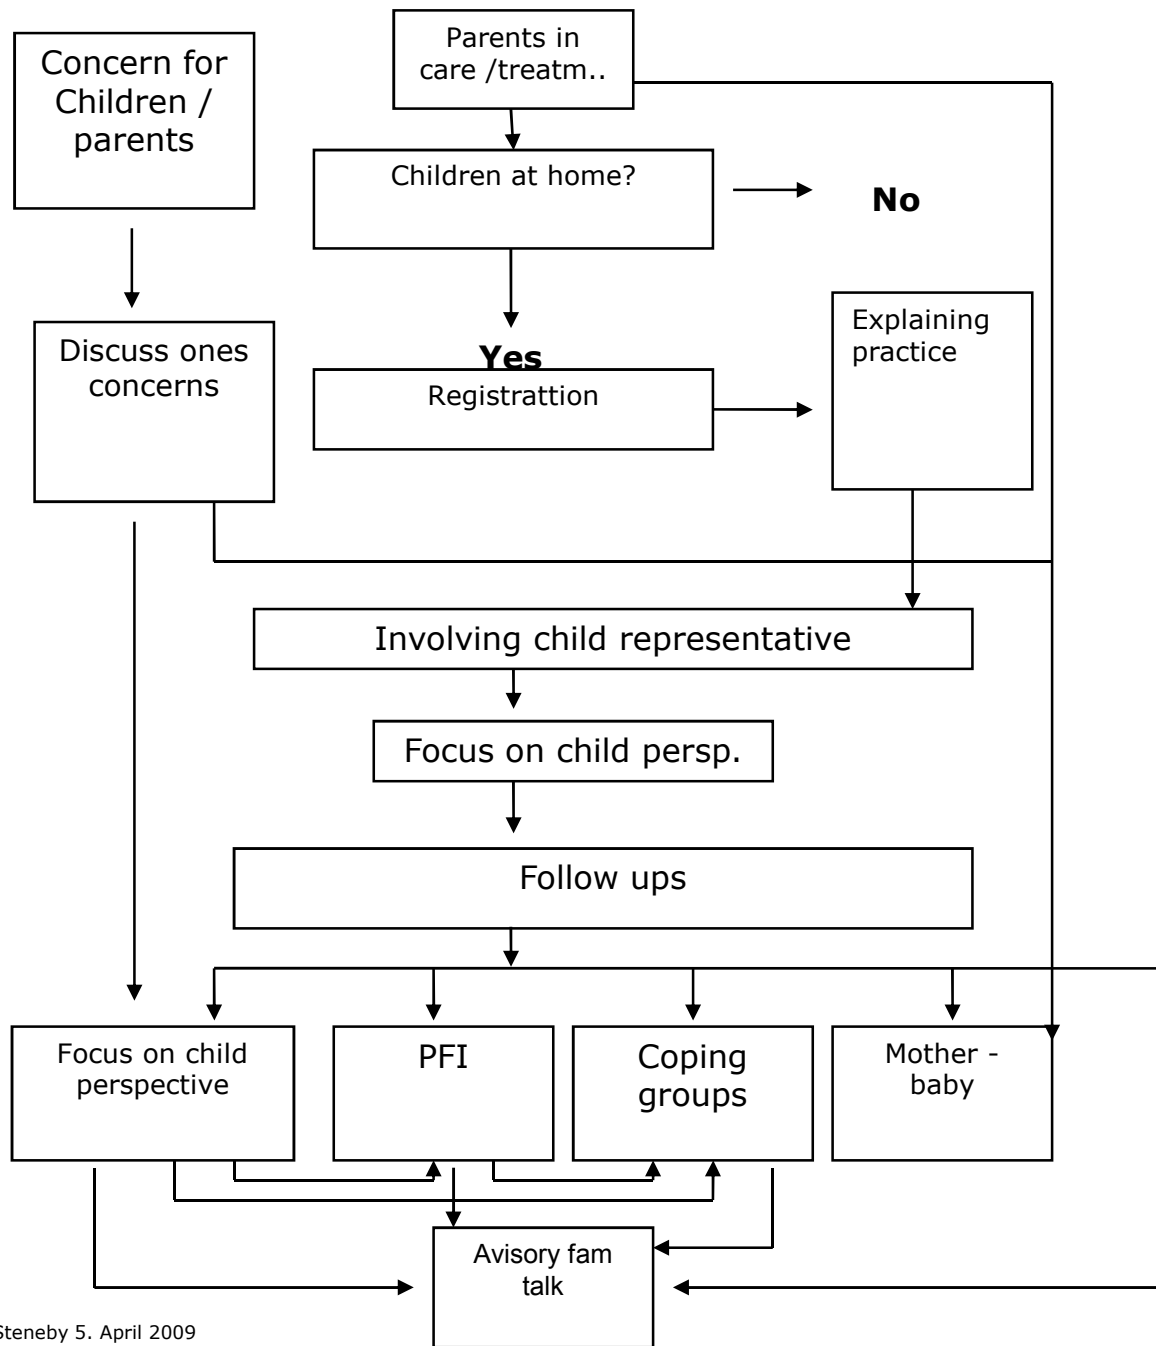 Concern for
Children /
parents
Parents in
care /treatm..
Children at home?
No
Discuss ones
concerns
Yes
Registrattion
Explaining
practice
Involving child representative
Focus on child persp.
Follow ups
Focus on child
perspective
PFI
Coping
groups
Mother -
baby
Avisory fam
talk
Steneby 5. April 2009